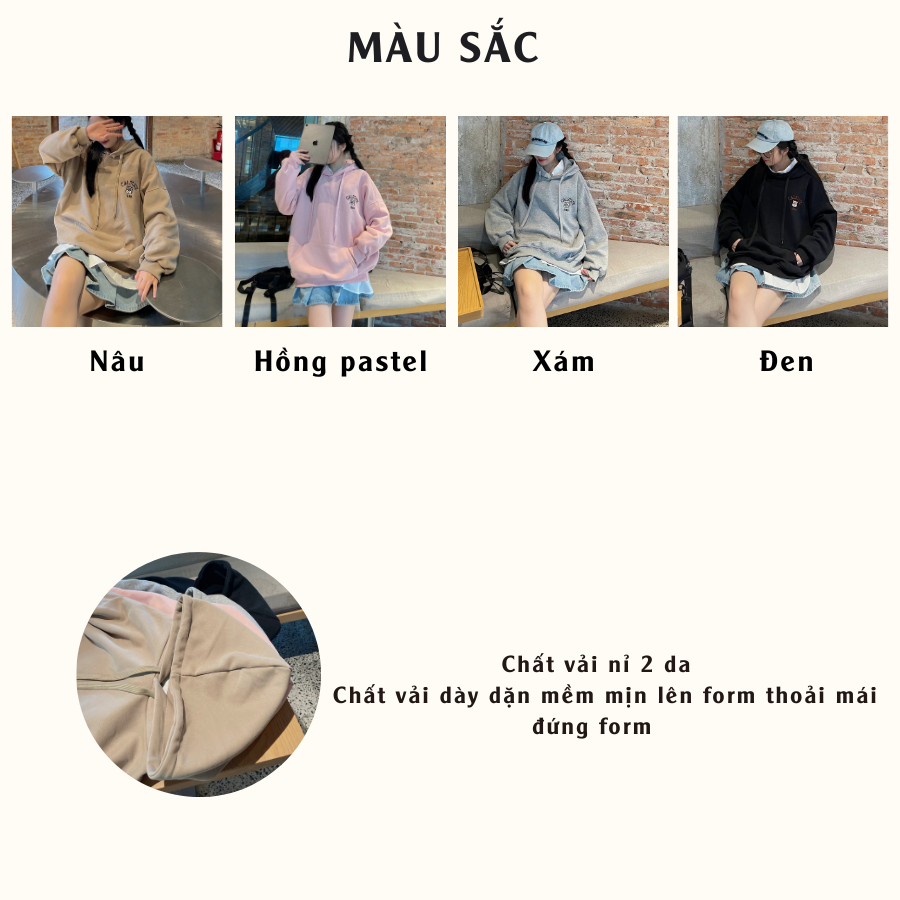 MÀU SẮC
Nâu
Hồng pastel
Xám
Đen
Chất vải nỉ 2 da
Chất vải dày dặn mềm mịn lên form thoải mái
đứng form